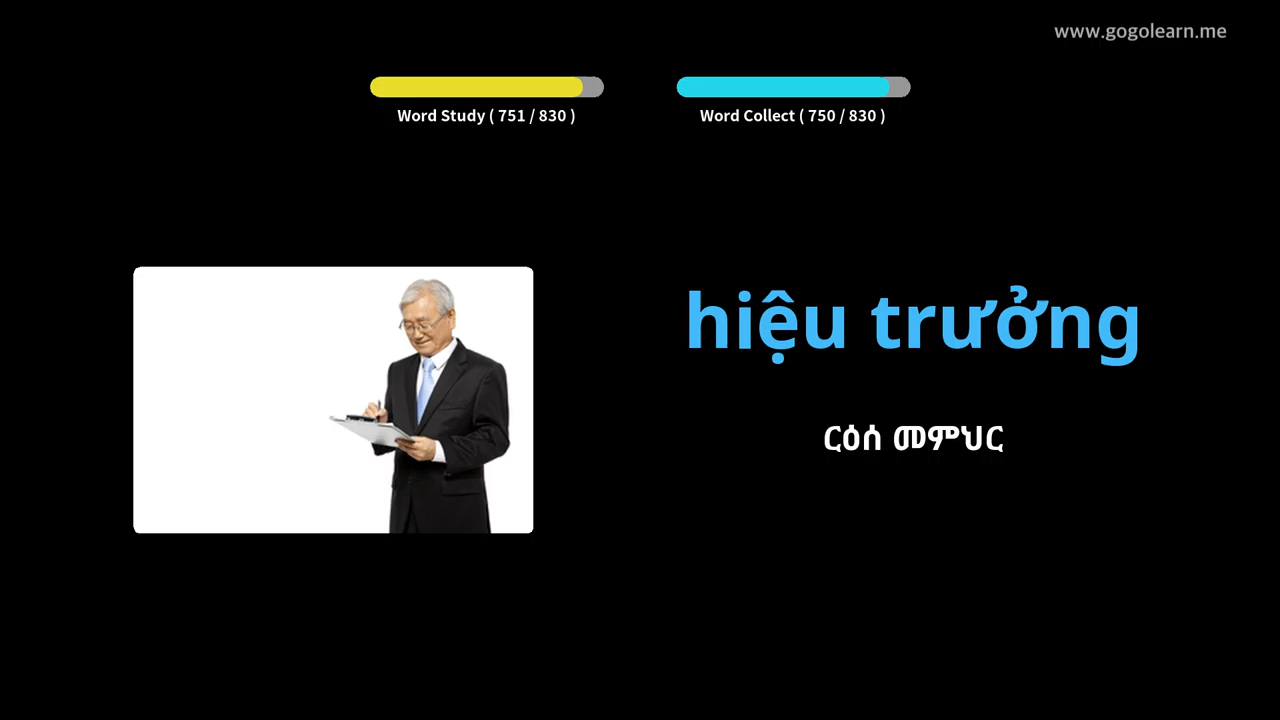 www.gogolearn.me
Word Study ( 751 / 830 )
Word Collect ( 750 / 830 )
hiệu trưởng
ርዕሰ መምህር